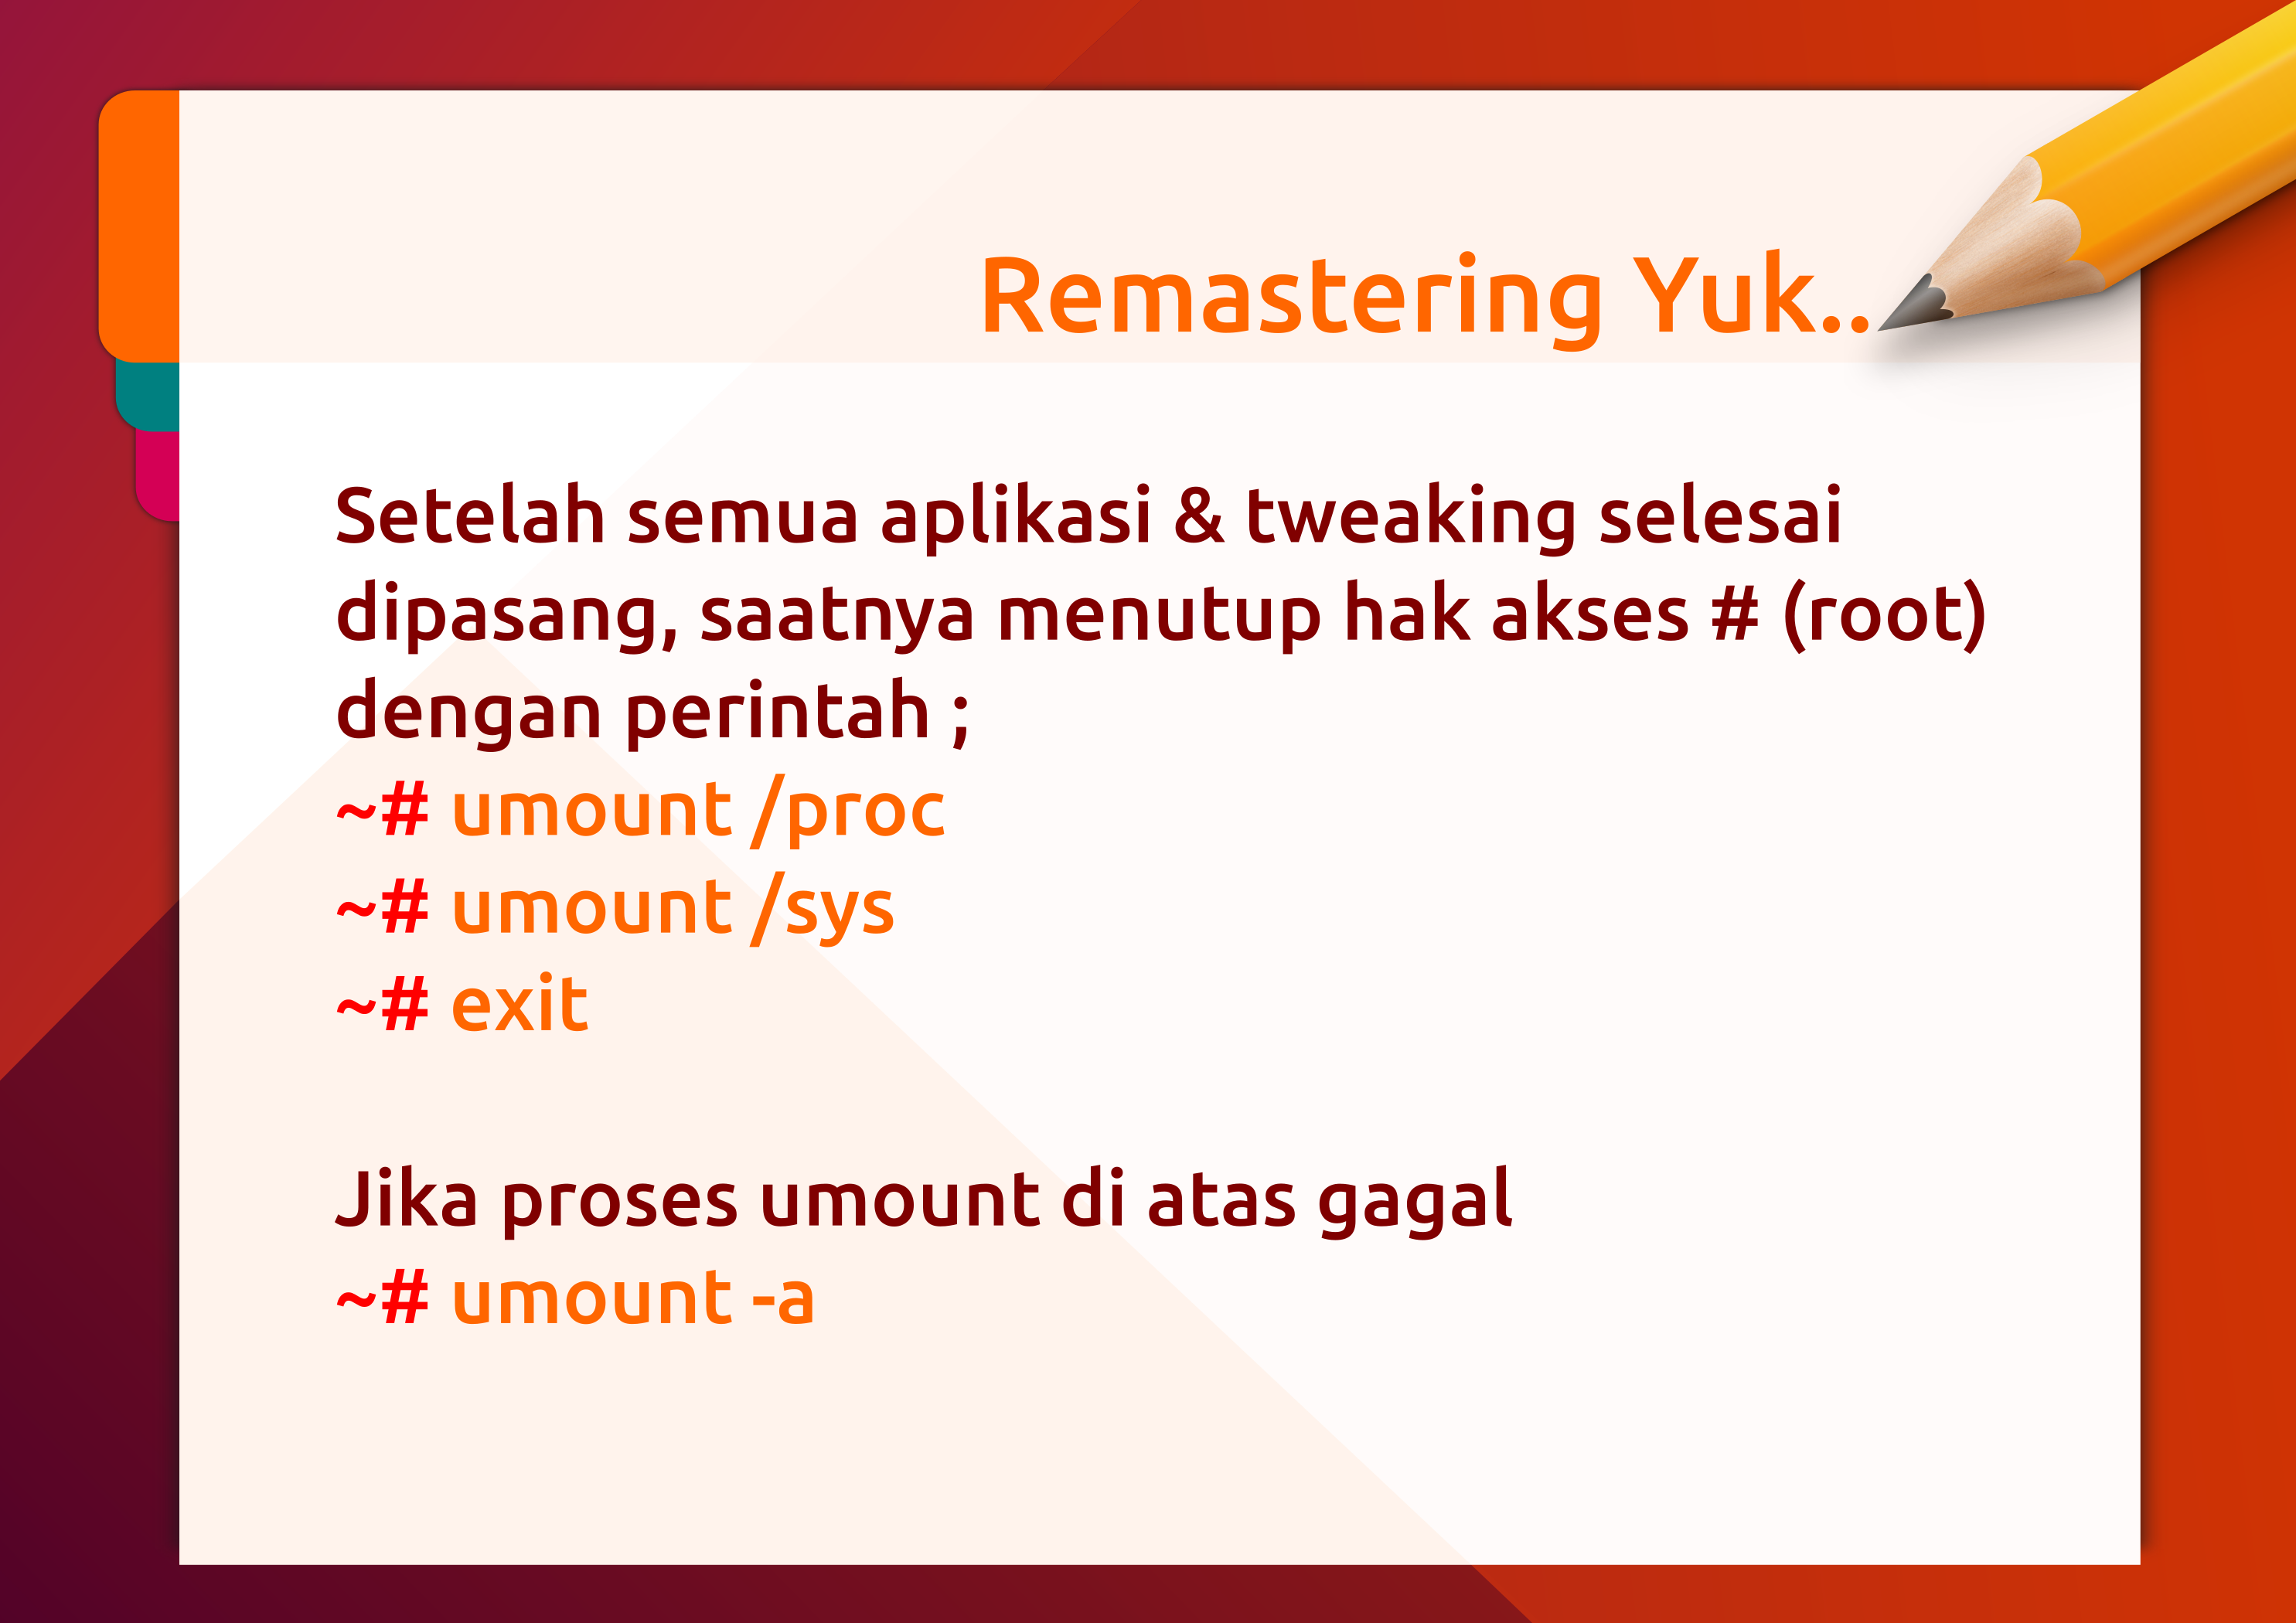 Remastering Yuk..
Setelah semua aplikasi & tweaking selesai
dipasang, saatnya menutup hak akses # (root)
dengan perintah ;
~# umount /proc
~# umount /sys
~# exit
Jika proses umount di atas gagal
~# umount -a